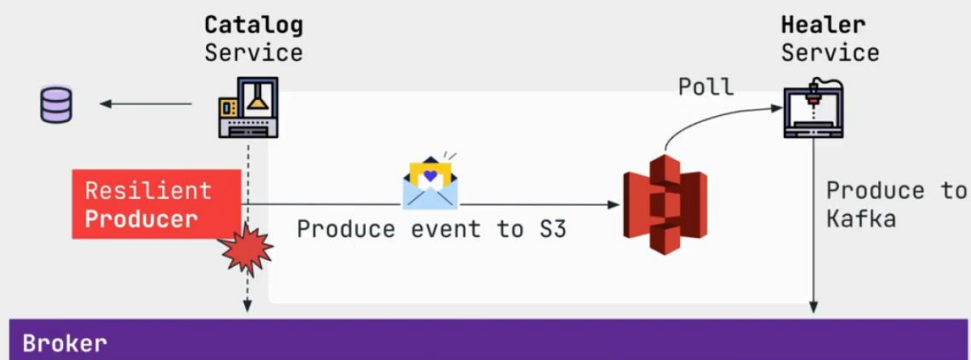 Catalog
Service
Healer
Service
Poll
Resilient
Producer
Produce event to S3
Produce to
Kafka
Broker